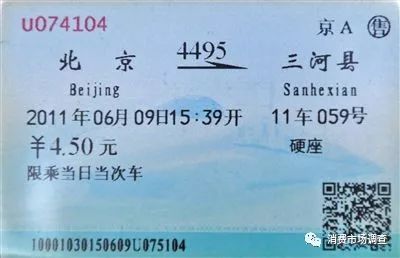 U074104 京A 售
北京 4495 三河县
Beijing Sanhexian
2011年06月09日15:39开 11车059号
￥4.50元 硬座
限乘当日当次车
10001030150609U075104
消费市场调查